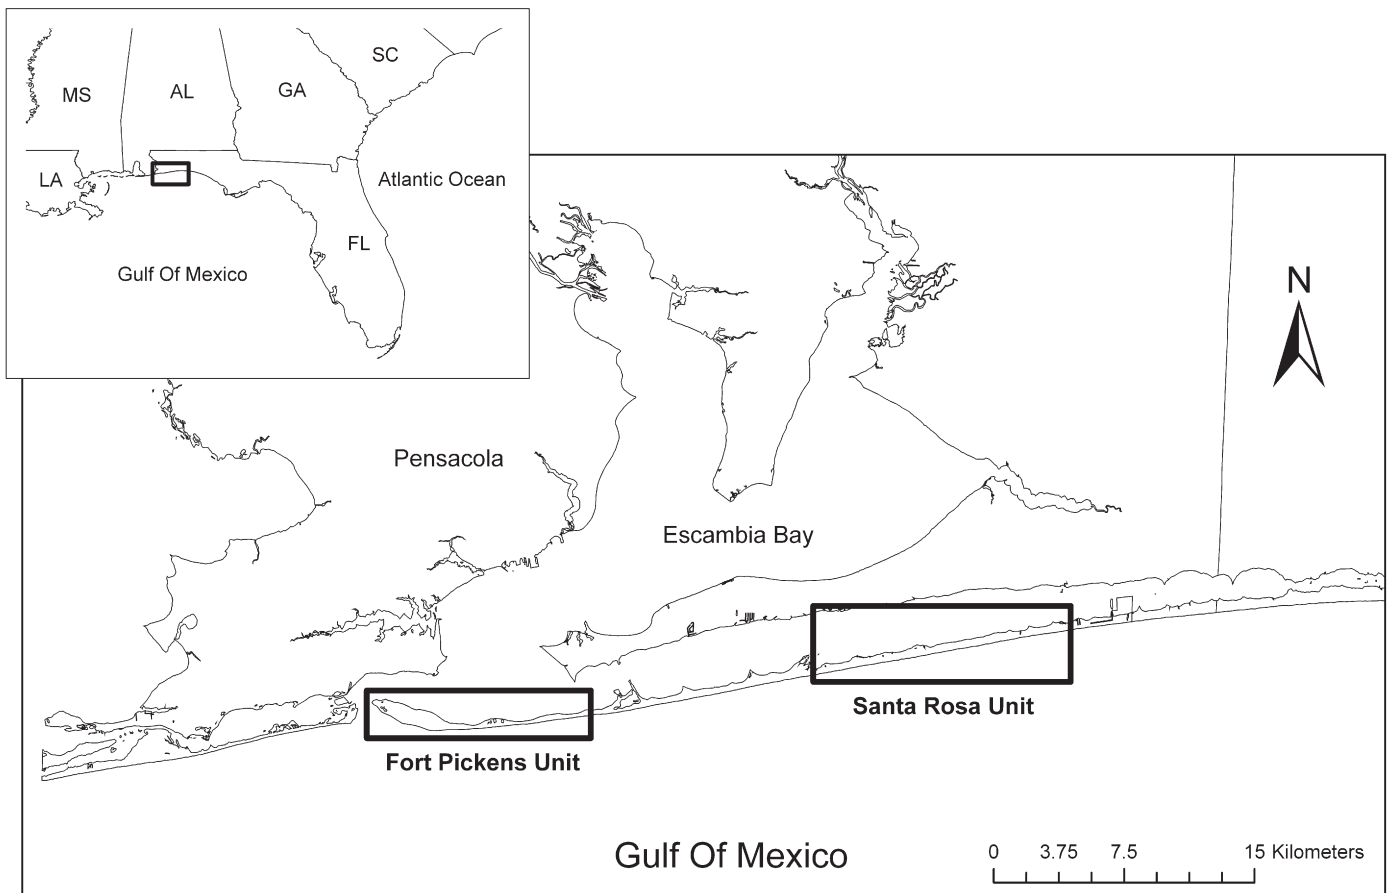 SC
MS
AL
GA
LA
Atlantic Ocean
FL
Gulf Of Mexico
N
Pensacola
Escambia Bay
Santa Rosa Unit
Fort Pickens Unit
Gulf Of Mexico
0 3.75 7.5 15 Kilometers